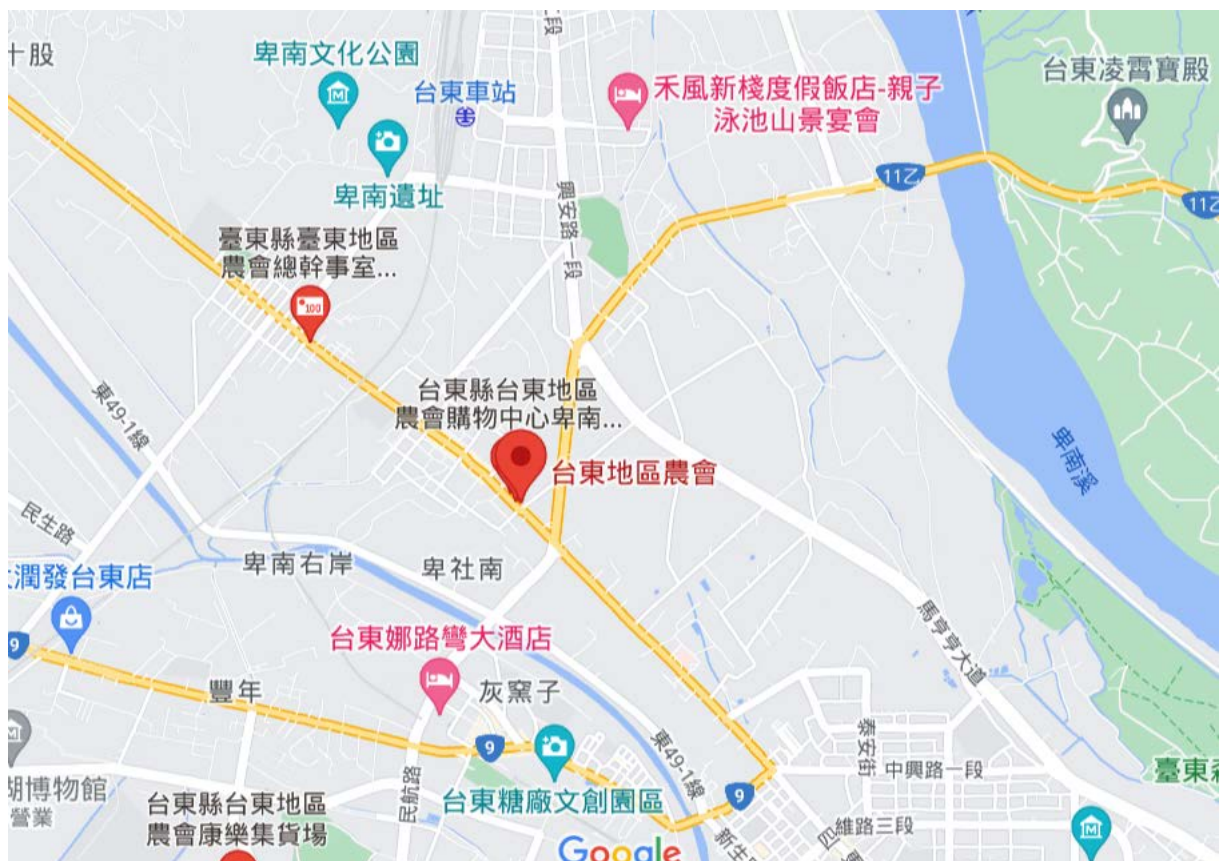 二段
十股
卑南文化公園
台東車站
禾風新棧度假飯店-親子
泳池山景宴會
台東凌霄寶殿
卑南遺址
11乙
11乙
興安路一段
臺東縣臺東地區
農會總幹事室...
100
台東縣台東地區
農會購物中心卑南...
台東地區農會
東49-1線
卑南溪
民生路
卑南右岸
卑社南
大潤發台東店
9
馬亨亨大道
台東娜路彎大酒店
豐年
灰窯子
9
東49-1線
泰安街
中興路一段
臺東森
湖博物館
營業
民航路
台東糖廠文創園區
9
台東縣台東地區
農會康樂集貨場
新生
四
維路三段
Google